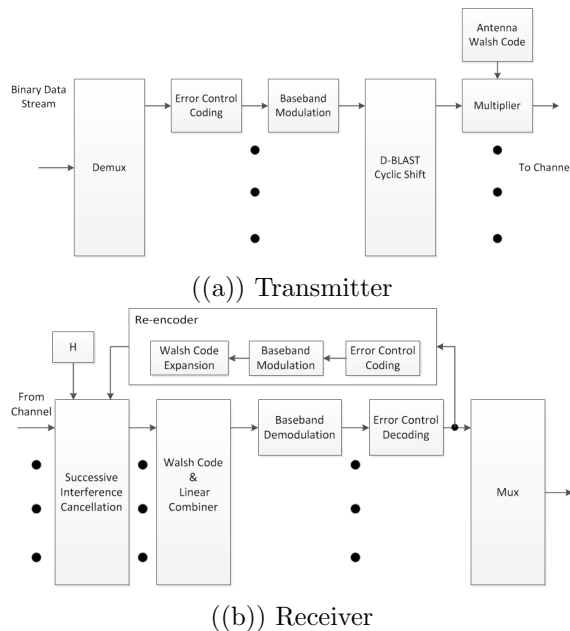 Antenna
Walsh Code
Binary Data
Stream
Demux
Error Control
Coding
Baseband
Modulation
D-BLAST
Cyclic Shift
Multiplier
To Channe
((a)) Transmitter
Re-encoder
H
Walsh Code
Expansion
Baseband
Modulation
Error Control
Coding
From
Channel
Successive
Interference
Cancellation
Walsh Code
&
Linear
Combiner
Baseband
Demodulation
Error Control
Decoding
Mux
((b)) Receiver